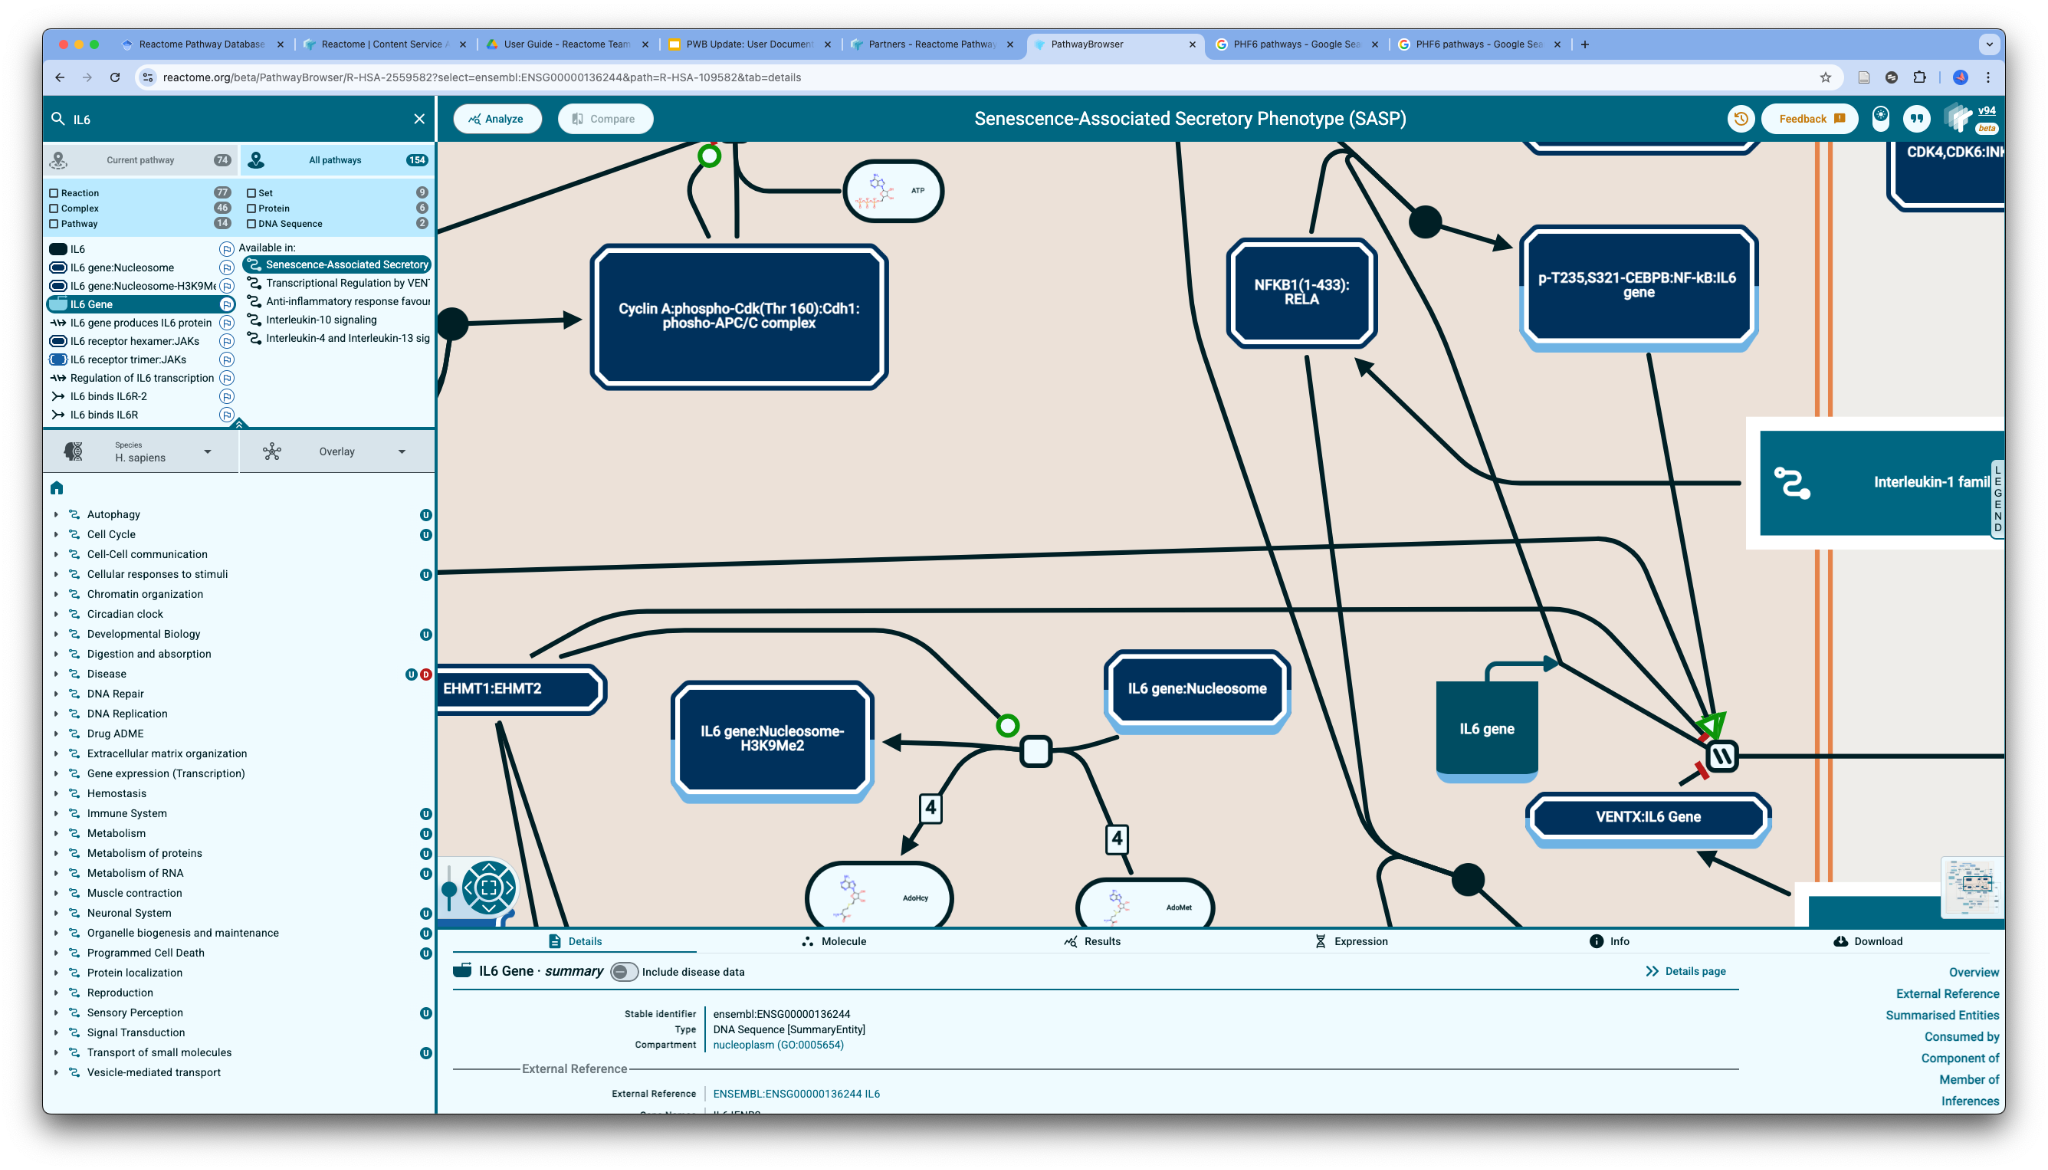 Reactome Pathway Database
Reactome | Content Service
User Guide - Reactome Team
PWB Update: User Document
Partners - Reactome Pathway
PathwayBrowser
PHF6 pathways - Google Sea
PHF6 pathways - Google Sea
reactome.org/beta/PathwayBrowser/R-HSA-2559582?select=ensembl:ENSG00000136244&path=R-HSA-109582&tab=details
IL6
Analyze
Compare
Senescence-Associated Secretory Phenotype (SASP)
Feedback
v94
beta
Current pathway 74
All pathways 154
Reaction 77
Set 9
Complex 46
Protein 6
Pathway 14
DNA Sequence 2
IL6
IL6 gene:Nucleosome
IL6 gene:Nucleosome-H3K9Me
IL6 Gene
IL6 gene produces IL6 protein
IL6 receptor hexamer:JAKs
IL6 receptor trimer:JAKs
Regulation of IL6 transcription
IL6 binds IL6R-2
IL6 binds IL6R
Available in:
Senescence-Associated Secretory
Transcriptional Regulation by VEN
Anti-inflammatory response favour
Interleukin-10 signaling
Interleukin-4 and Interleukin-13 sig
Species
H. sapiens
Overlay
Autophagy U
Cell Cycle U
Cell-Cell communication
Cellular responses to stimuli U
Chromatin organization
Circadian clock
Developmental Biology U
Digestion and absorption
Disease U D
DNA Repair
DNA Replication
Drug ADME
Extracellular matrix organization
Gene expression (Transcription)
Hemostasis
Immune System U
Metabolism U
Metabolism of proteins U
Metabolism of RNA U
Muscle contraction
Neuronal System U
Organelle biogenesis and maintenance U
Programmed Cell Death U
Protein localization
Reproduction
Sensory Perception U
Signal Transduction
Transport of small molecules U
Vesicle-mediated transport
ATP
CDK4,CDK6:INK
Cyclin A:phospho-Cdk(Thr 160):Cdh1:
phosho-APC/C complex
NFKB1(1-433):
RELA
p-T235,S321-CEBPB:NF-kB:IL6
gene
Interleukin-1 famil
LEGEND
EHMT1:EHMT2
IL6 gene:Nucleosome-
H3K9Me2
IL6 gene:Nucleosome
IL6 gene
VENTX:IL6 Gene
4
4
AdoHcy
AdoMet
Details
Molecule
Results
Expression
Info
Download
IL6 Gene · summary
Include disease data
Details page
Stable identifier ensembl:ENSG00000136244
Type DNA Sequence [SummaryEntity]
Compartment nucleoplasm (GO:0005654)
External Reference
External Reference ENSEMBL:ENSG00000136244 IL6
Overview
External Reference
Summarised Entities
Consumed by
Component of
Member of
Inferences